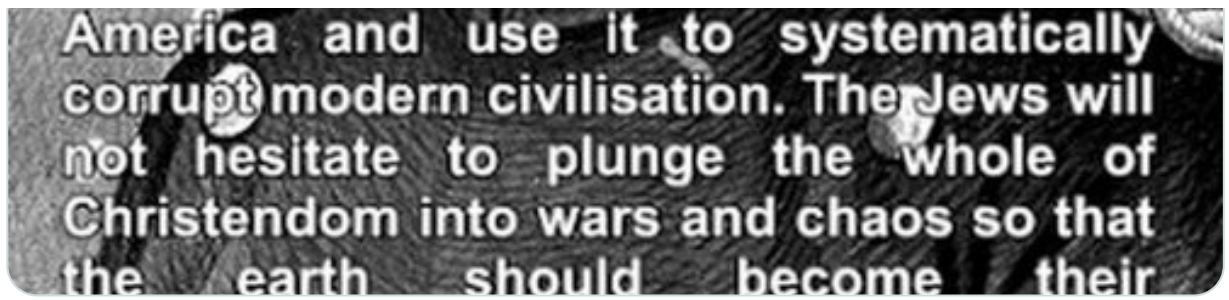 America and use it to systematically
corrupt modern civilisation. The Jews will
not hesitate to plunge the whole of
Christendom into wars and chaos so that
the earth should become their